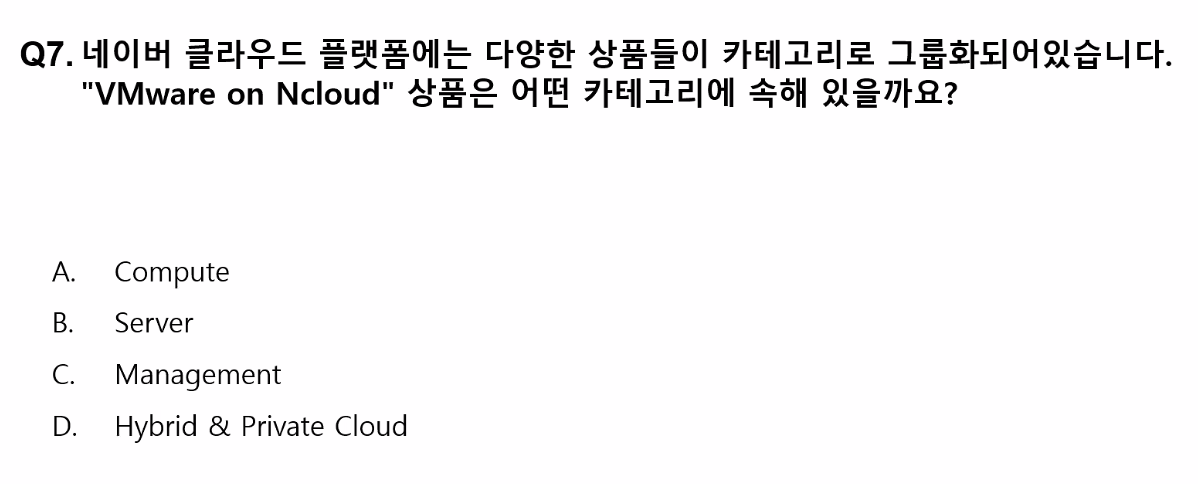 Q7. 네이버 클라우드 플랫폼에는 다양한 상품들이 카테고리로 그룹화되어있습니다.
"VMware on Ncloud" 상품은 어떤 카테고리에 속해 있을까요?
A. Compute
B. Server
C. Management
D. Hybrid & Private Cloud